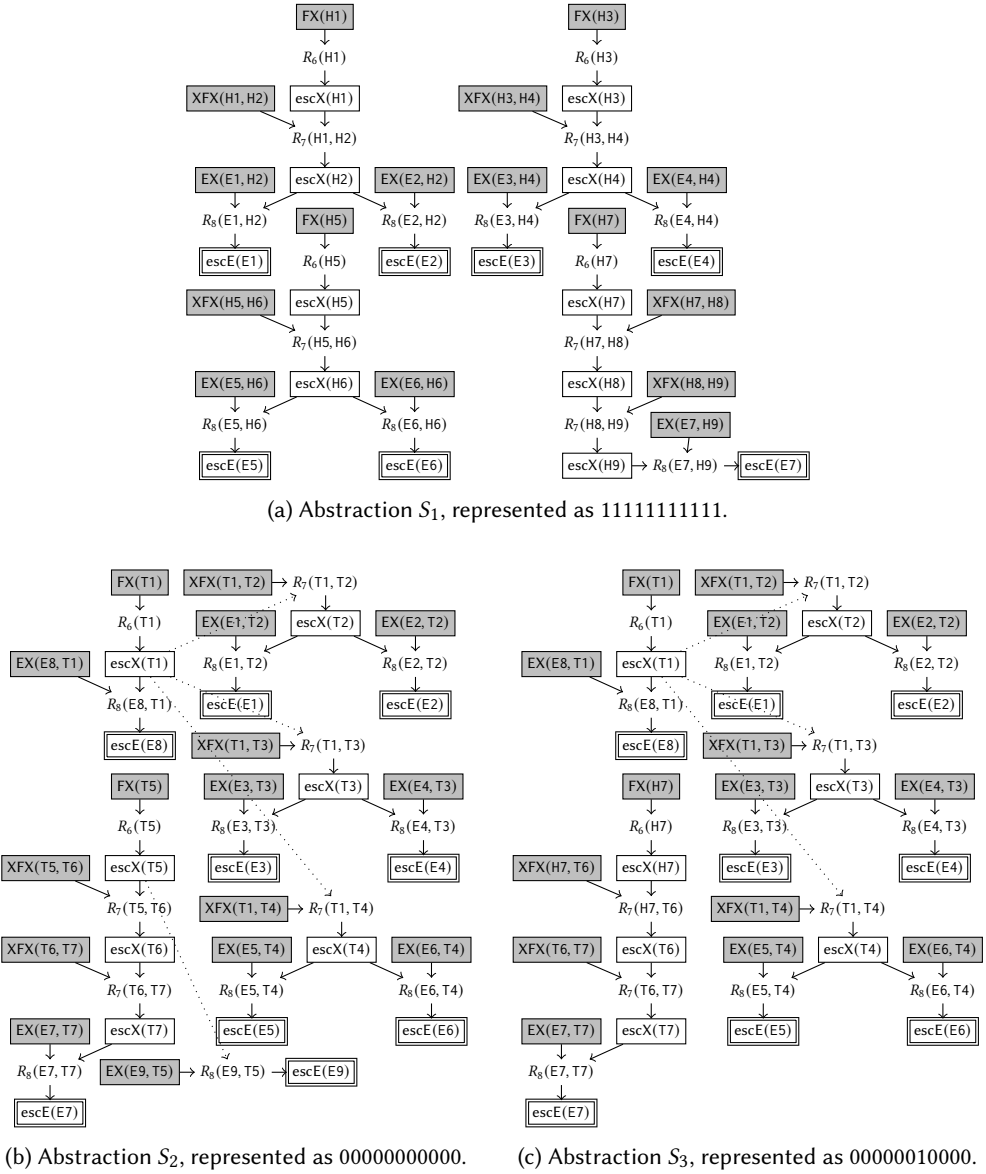 FX(H1) FX(H3)
R6(H1) R6(H3)
XFX(H1, H2) escX(H1) XFX(H3, H4) escX(H3)
R7(H1, H2) R7(H3, H4)
EX(E1, H2) escX(H2) EX(E2, H2) EX(E3, H4) escX(H4) EX(E4, H4)
R8(E1, H2) FX(H5) R8(E2, H2) R8(E3, H4) FX(H7) R8(E4, H4)
escE(E1) R6(H5) escE(E2) escE(E3) R6(H7) escE(E4)
XFX(H5, H6) escX(H5) escX(H7) XFX(H7, H8)
R7(H5, H6) R7(H7, H8)
EX(E5, H6) escX(H6) EX(E6, H6) escX(H8) XFX(H8, H9)
R8(E5, H6) R8(E6, H6) R7(H8, H9) EX(E7, H9)
escE(E5) escE(E6) escX(H9) R8(E7, H9) escE(E7)
(a) Abstraction S1, represented as 11111111111.
FX(T1) XFX(T1, T2) R7(T1, T2)
R6(T1) EX(E1, T2) escX(T2) EX(E2, T2)
EX(E8, T1) escX(T1) R8(E1, T2) R8(E2, T2)
R8(E8, T1) escE(E1) escE(E2)
escE(E8) XFX(T1, T3) R7(T1, T3)
FX(T5) EX(E3, T3) escX(T3) EX(E4, T3)
R6(T5) R8(E3, T3) R8(E4, T3)
XFX(T5, T6) escX(T5) escE(E3) escE(E4)
R7(T5, T6) XFX(T1, T4) R7(T1, T4)
XFX(T6, T7) escX(T6) EX(E5, T4) escX(T4) EX(E6, T4)
R7(T6, T7) R8(E5, T4) R8(E6, T4)
EX(E7, T7) escX(T7) escE(E5) escE(E6)
R8(E7, T7) EX(E9, T5) R8(E9, T5) escE(E9)
escE(E7)
(b) Abstraction S2, represented as 00000000000.
FX(T1) XFX(T1, T2) R7(T1, T2)
R6(T1) EX(E1, T2) escX(T2) EX(E2, T2)
EX(E8, T1) escX(T1) R8(E1, T2) R8(E2, T2)
R8(E8, T1) escE(E1) escE(E2)
escE(E8) XFX(T1, T3) R7(T1, T3)
FX(H7) EX(E3, T3) escX(T3) EX(E4, T3)
R6(H7) R8(E3, T3) R8(E4, T3)
XFX(H7, T6) escX(H7) escE(E3) escE(E4)
R7(H7, T6) XFX(T1, T4) R7(T1, T4)
XFX(T6, T7) escX(T6) EX(E5, T4) escX(T4) EX(E6, T4)
R7(T6, T7) R8(E5, T4) R8(E6, T4)
EX(E7, T7) escX(T7) escE(E5) escE(E6)
R8(E7, T7)
escE(E7)
(c) Abstraction S3, represented as 00000010000.